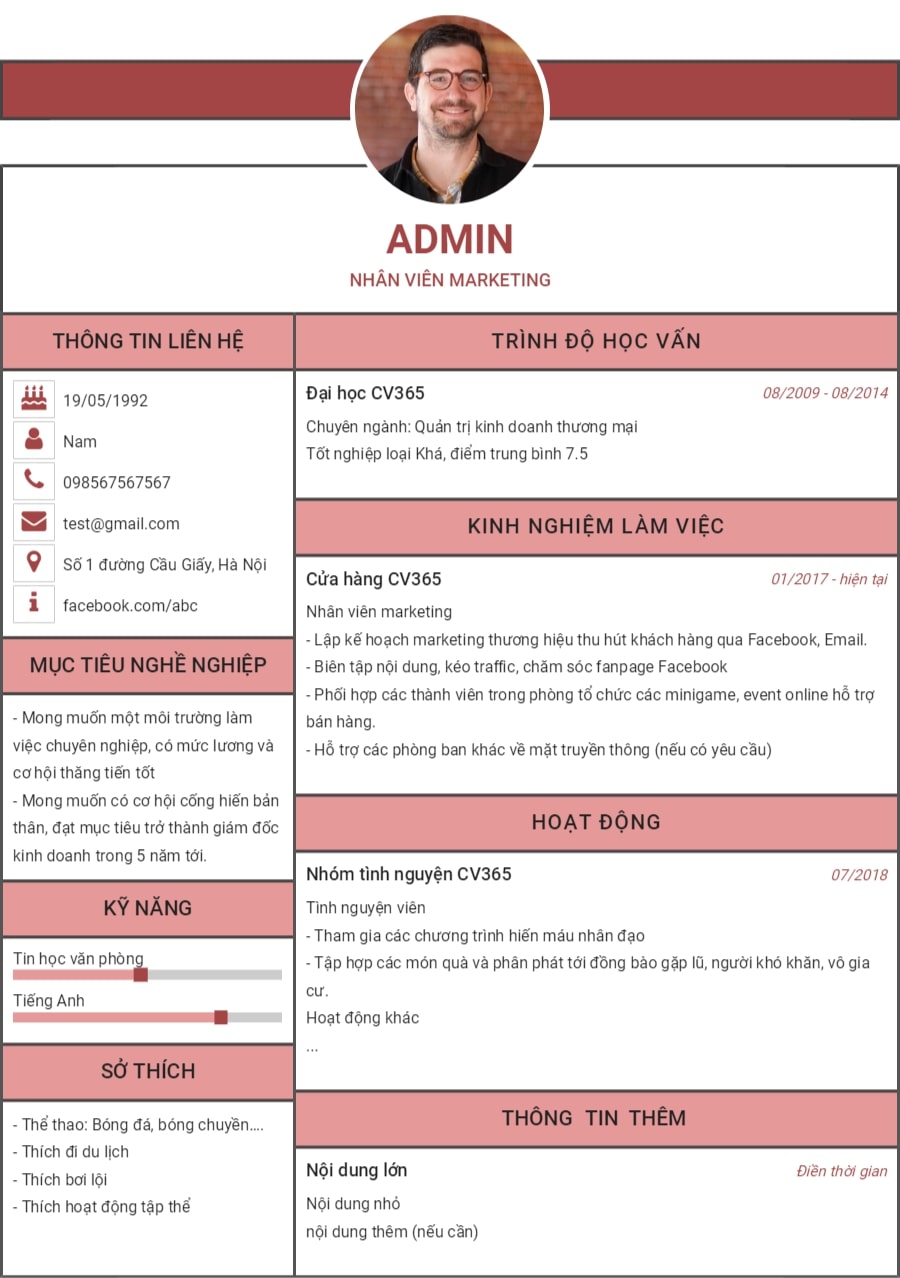 ADMIN
NHÂN VIÊN MARKETING
THÔNG TIN LIÊN HỆ
19/05/1992
Nam
098567567567
test@gmail.com
Số 1 đường Cầu Giấy, Hà Nội
facebook.com/abc
MỤC TIÊU NGHỀ NGHIỆP
- Mong muốn một môi trường làm
việc chuyên nghiệp, có mức lương và
cơ hội thăng tiến tốt
- Mong muốn có cơ hội cống hiến bản
thân, đạt mục tiêu trở thành giám đốc
kinh doanh trong 5 năm tới.
KỸ NĂNG
Tin học văn phòng
Tiếng Anh
SỞ THÍCH
- Thể thao: Bóng đá, bóng chuyền....
- Thích đi du lịch
- Thích bơi lội
- Thích hoạt động tập thể
TRÌNH ĐỘ HỌC VẤN
Đại học CV365 08/2009 - 08/2014
Chuyên ngành: Quản trị kinh doanh thương mại
Tốt nghiệp loại Khá, điểm trung bình 7.5
KINH NGHIỆM LÀM VIỆC
Cửa hàng CV365 01/2017 - hiện tại
Nhân viên marketing
- Lập kế hoạch marketing thương hiệu thu hút khách hàng qua Facebook, Email.
- Biên tập nội dung, kéo traffic, chăm sóc fanpage Facebook
- Phối hợp các thành viên trong phòng tổ chức các minigame, event online hỗ trợ
bán hàng.
- Hỗ trợ các phòng ban khác về mặt truyền thông (nếu có yêu cầu)
HOẠT ĐỘNG
Nhóm tình nguyện CV365 07/2018
Tình nguyện viên
- Tham gia các chương trình hiến máu nhân đạo
- Tập hợp các món quà và phân phát tới đồng bào gặp lũ, người khó khăn, vô gia
cư.
Hoạt động khác
...
THÔNG TIN THÊM
Nội dung lớn Điền thời gian
Nội dung nhỏ
nội dung thêm (nếu cần)